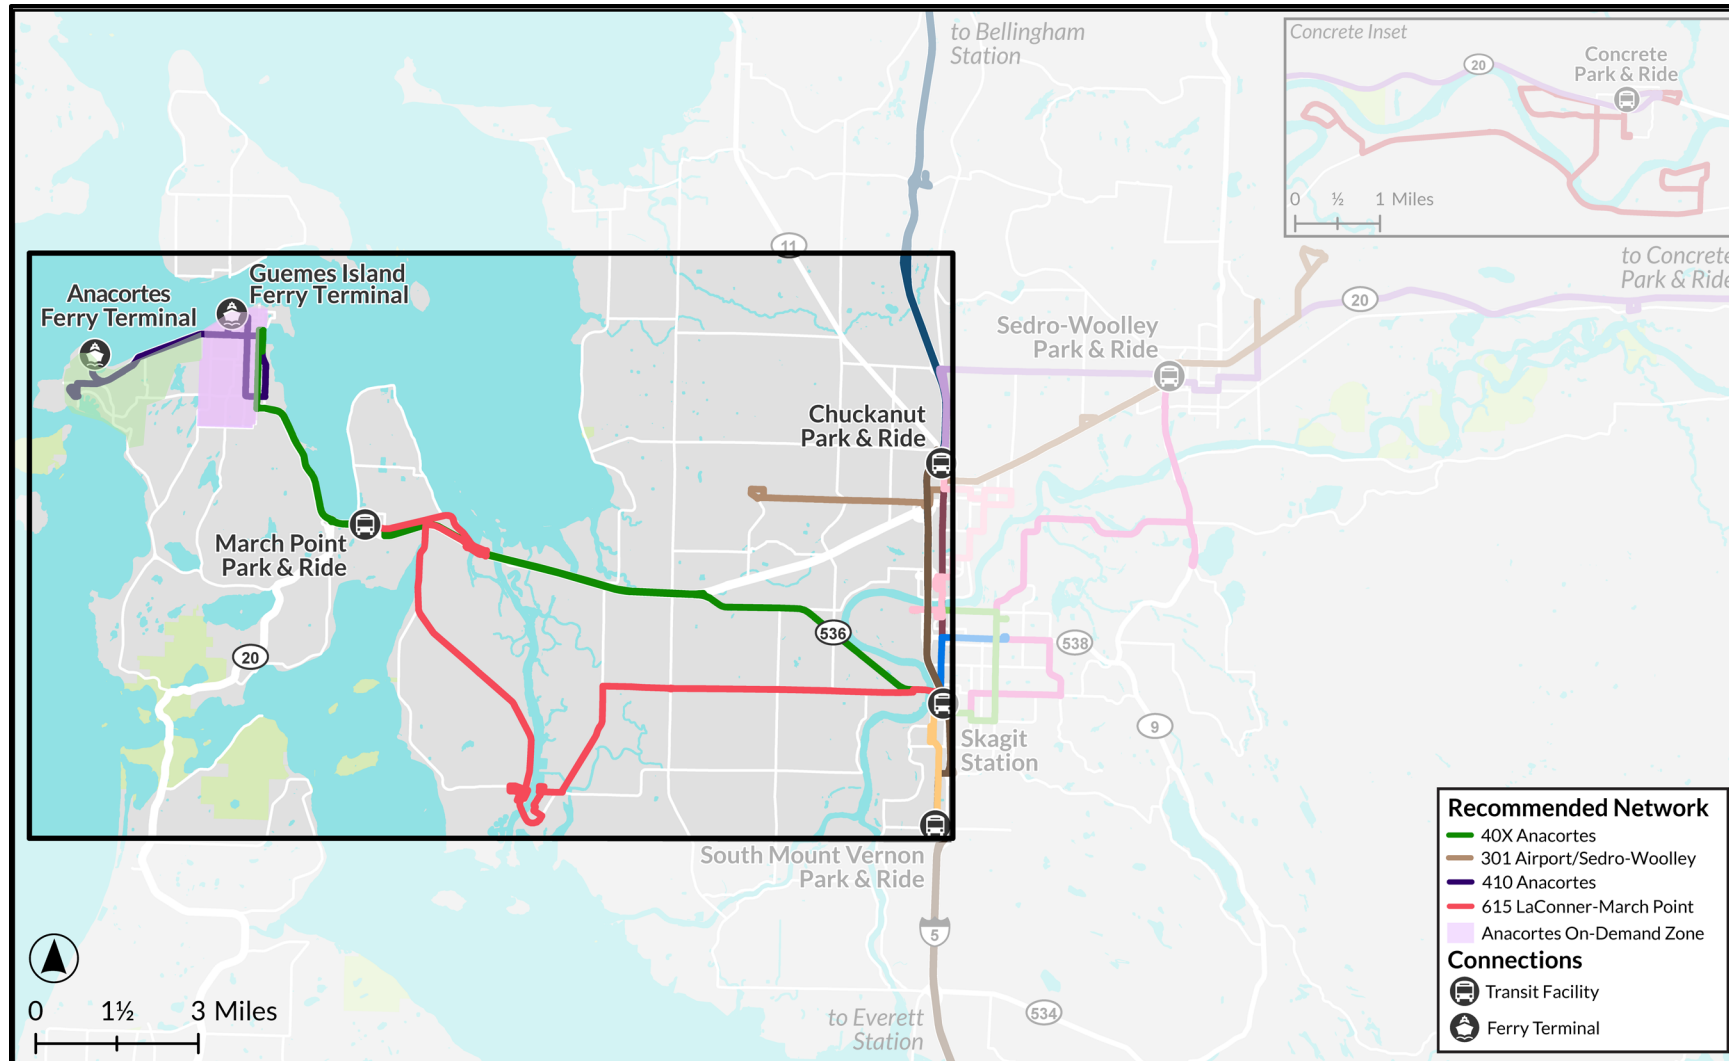 to Bellingham
Station
Concrete Inset
20
Concrete
Park & Ride
0 ½ 1 Miles
11
to Concrete
Park & Ride
Guemes Island
Ferry Terminal
Anacortes
Ferry Terminal
20
Sedro-Woolley
Park & Ride
Chuckanut
Park & Ride
March Point
Park & Ride
536
538
20
9
Skagit
Station
South Mount Vernon
Park & Ride
5
534
to Everett
Station
0 1½ 3 Miles
Recommended Network
40X Anacortes
301 Airport/Sedro-Woolley
410 Anacortes
615 LaConner-March Point
Anacortes On-Demand Zone
Connections
Transit Facility
Ferry Terminal